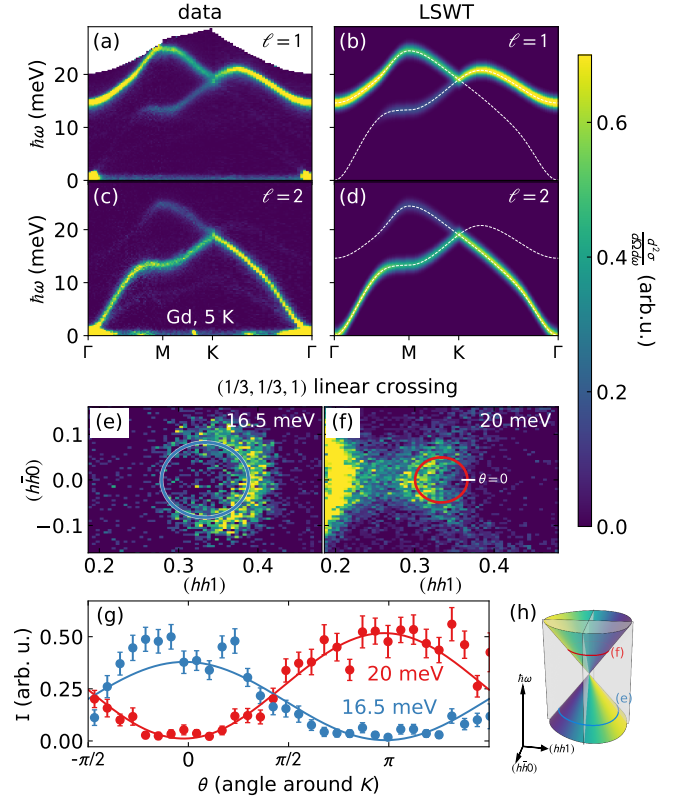 data LSWT
(a) ℓ = 1 (b) ℓ = 1
ħω (meV)
20
10
0
(c) ℓ = 2 (d) ℓ = 2
ħω (meV)
20
10
0
Gd, 5 K
Γ M K Γ Γ M K Γ
0.6
0.4
0.2
0.0
d²σ/dΩdω (arb.u.)
(1/3, 1/3, 1) linear crossing
(e) 16.5 meV (f) 20 meV
(hh̄0)
0.1
0.0
−0.1
θ = 0
0.2 0.3 0.4 0.2 0.3 0.4
(hh1) (hh1)
(g)
I (arb. u.)
0.50
0.25
0.00
20 meV
16.5 meV
-π/2 0 π/2 π
θ (angle around K)
(h)
(f)
(e)
ħω
(hh1)
(hh̄0)